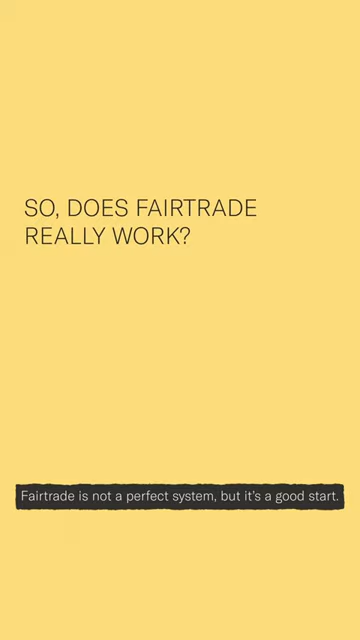 SO, DOES FAIRTRADE
REALLY WORK?
Fairtrade is not a perfect system, but it's a good start.